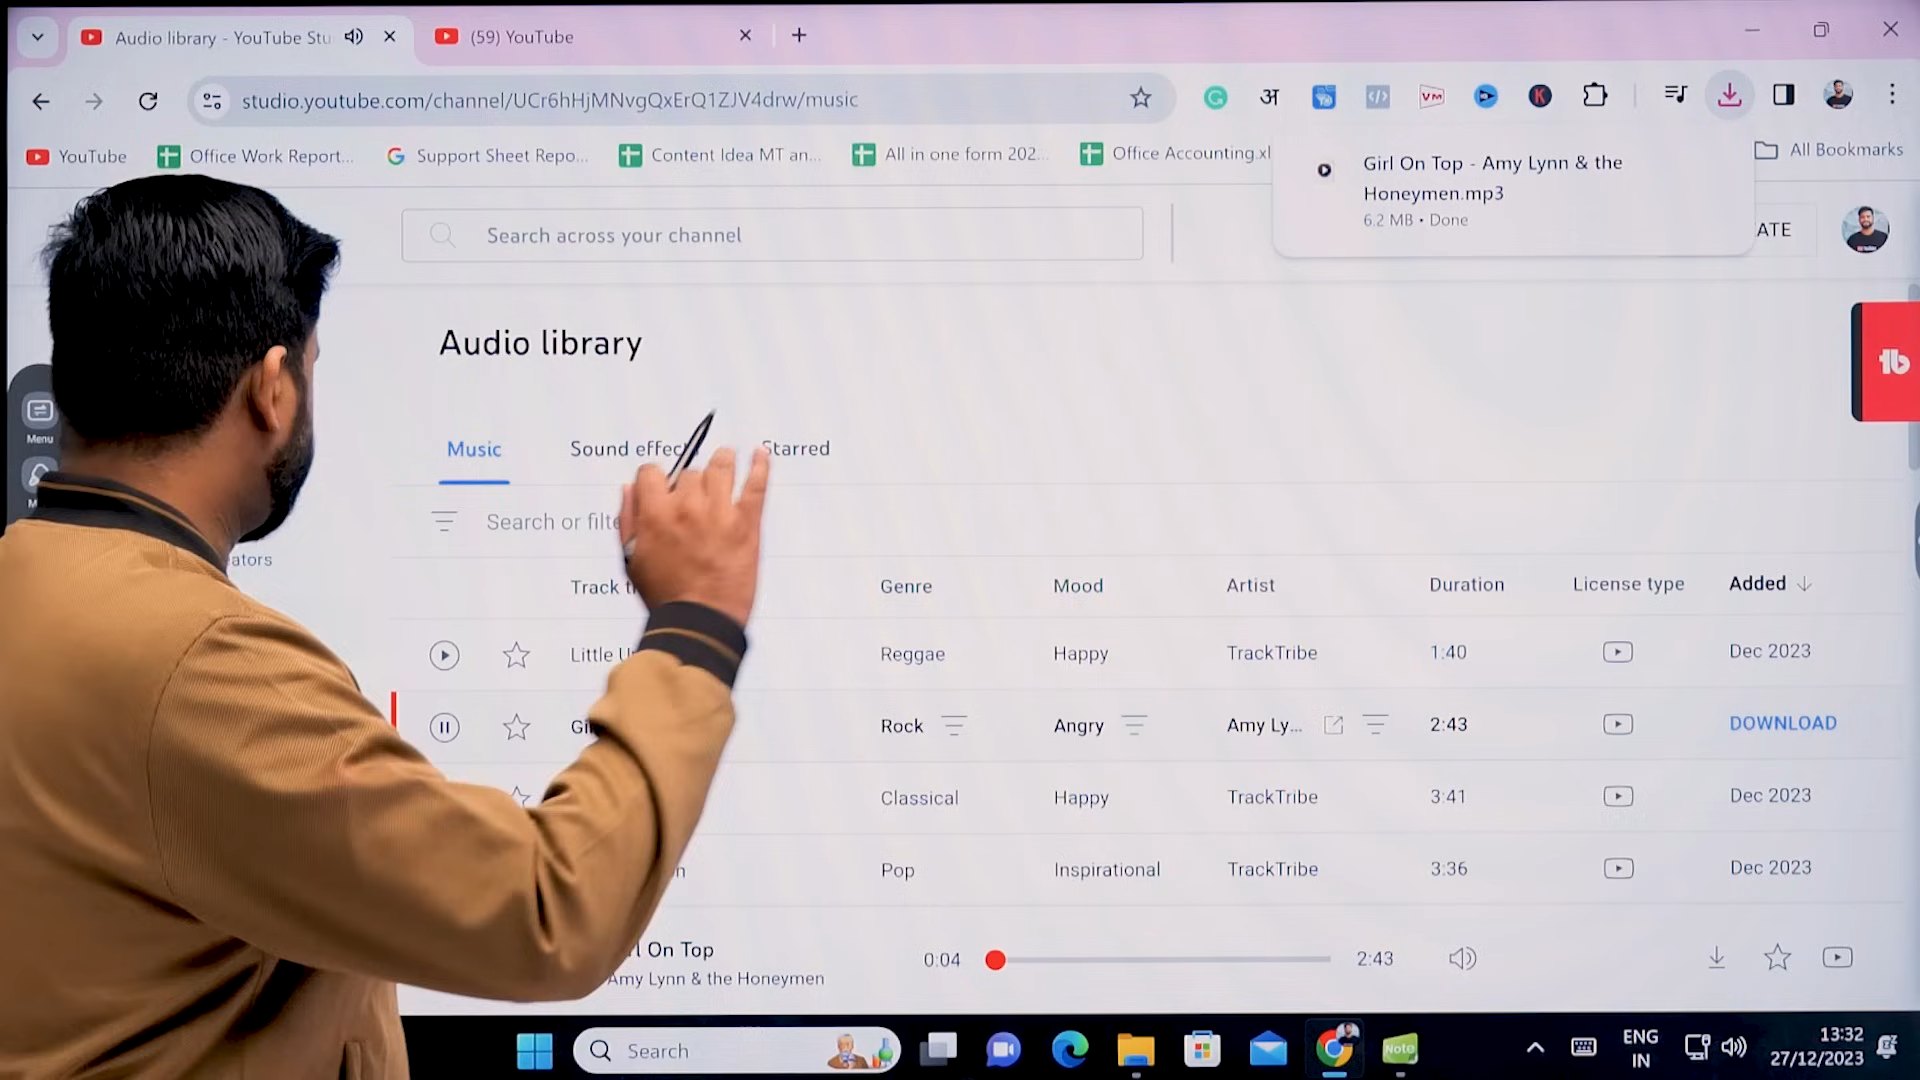 Audio library - YouTube Stu
(59) YouTube
studio.youtube.com/channel/UCr6hHjMNvgQxErQ1ZJV4drw/music
अ
VM
K
YouTube
Office Work Report...
Support Sheet Repo...
Content Idea MT an...
All in one form 202...
Office Accounting.xl
All Bookmarks
Girl On Top - Amy Lynn & the
Honeymen.mp3
6.2 MB • Done
Search across your channel
ATE
Audio library
Menu
Music
Sound effec
Starred
Search or filte
ators
Track t
Genre
Mood
Artist
Duration
License type
Added
Little U
Reggae
Happy
TrackTribe
1:40
Dec 2023
Gi
Rock
Angry
Amy Ly...
2:43
DOWNLOAD
Classical
Happy
TrackTribe
3:41
Dec 2023
n
Pop
Inspirational
TrackTribe
3:36
Dec 2023
l On Top
Amy Lynn & the Honeymen
0:04
2:43
Search
Note
ENG
IN
13:32
27/12/2023